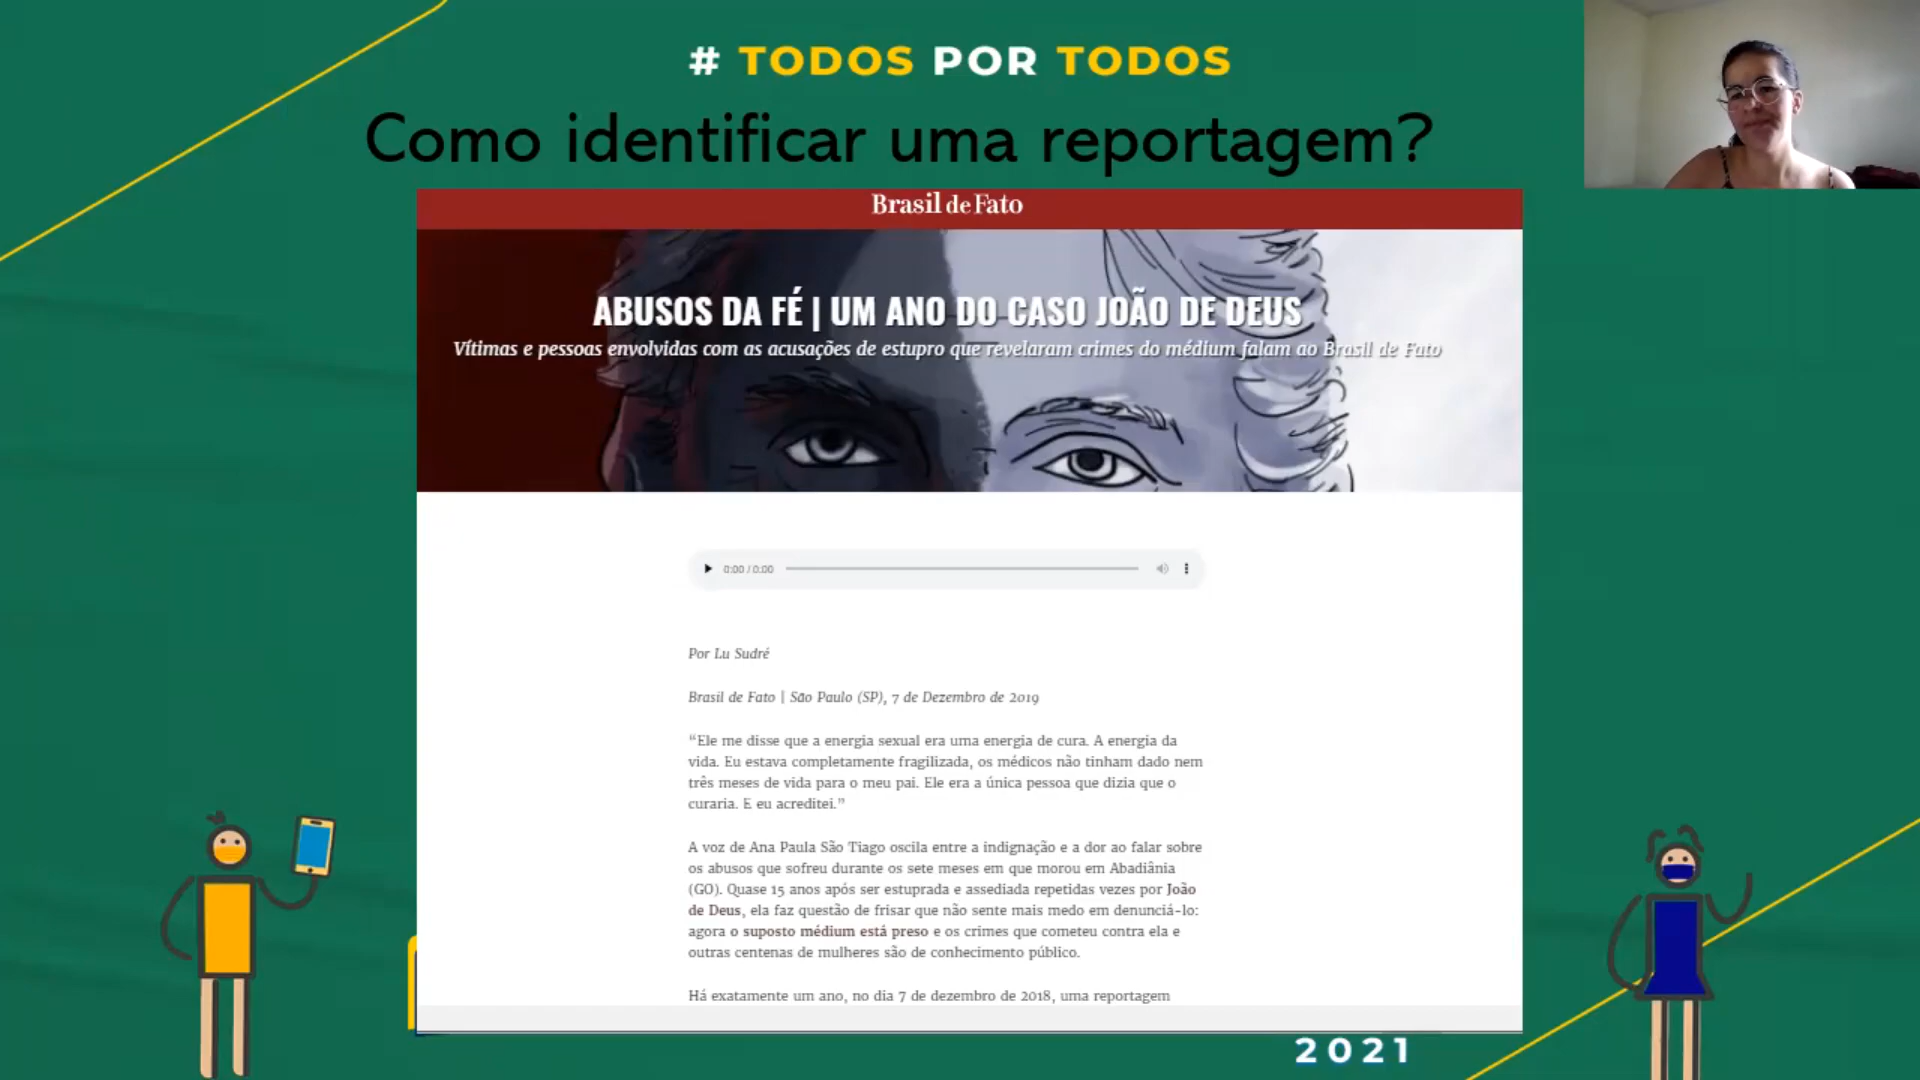 # TODOS POR TODOS
Como identificar uma reportagem?
Brasil de Fato
ABUSOS DA FÉ | UM ANO DO CASO JOÃO DE DEUS
Vítimas e pessoas envolvidas com as acusações de estupro que revelaram crimes do médium falam ao Brasil de Fato
0:00 / 0:00
Por Lu Sudré
Brasil de Fato | São Paulo (SP), 7 de Dezembro de 2019
“Ele me disse que a energia sexual era uma energia de cura. A energia da
vida. Eu estava completamente fragilizada, os médicos não tinham dado nem
três meses de vida para o meu pai. Ele era a única pessoa que dizia que o
curaria. E eu acreditei.”
A voz de Ana Paula São Tiago oscila entre a indignação e a dor ao falar sobre
os abusos que sofreu durante os sete meses em que morou em Abadiânia
(GO). Quase 15 anos após ser estuprada e assediada repetidas vezes por João
de Deus, ela faz questão de frisar que não sente mais medo em denunciá-lo:
agora o suposto médium está preso e os crimes que cometeu contra ela e
outras centenas de mulheres são de conhecimento público.
Há exatamente um ano, no dia 7 de dezembro de 2018, uma reportagem
2021